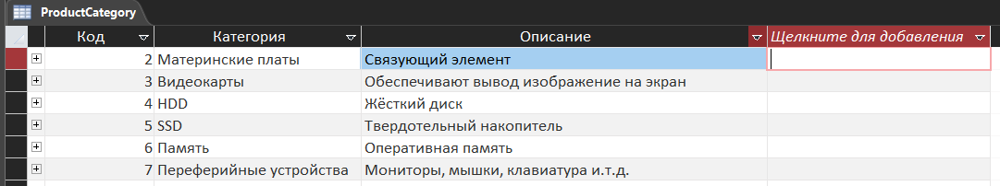 ProductCategory
Код Категория Описание Щелкните для добавления
2 Материнские платы Связующий элемент
3 Видеокарты Обеспечивают вывод изображение на экран
4 HDD Жёсткий диск
5 SSD Твердотельный накопитель
6 Память Оперативная память
7 Переферийные устройства Мониторы, мышки, клавиатура и.т.д.